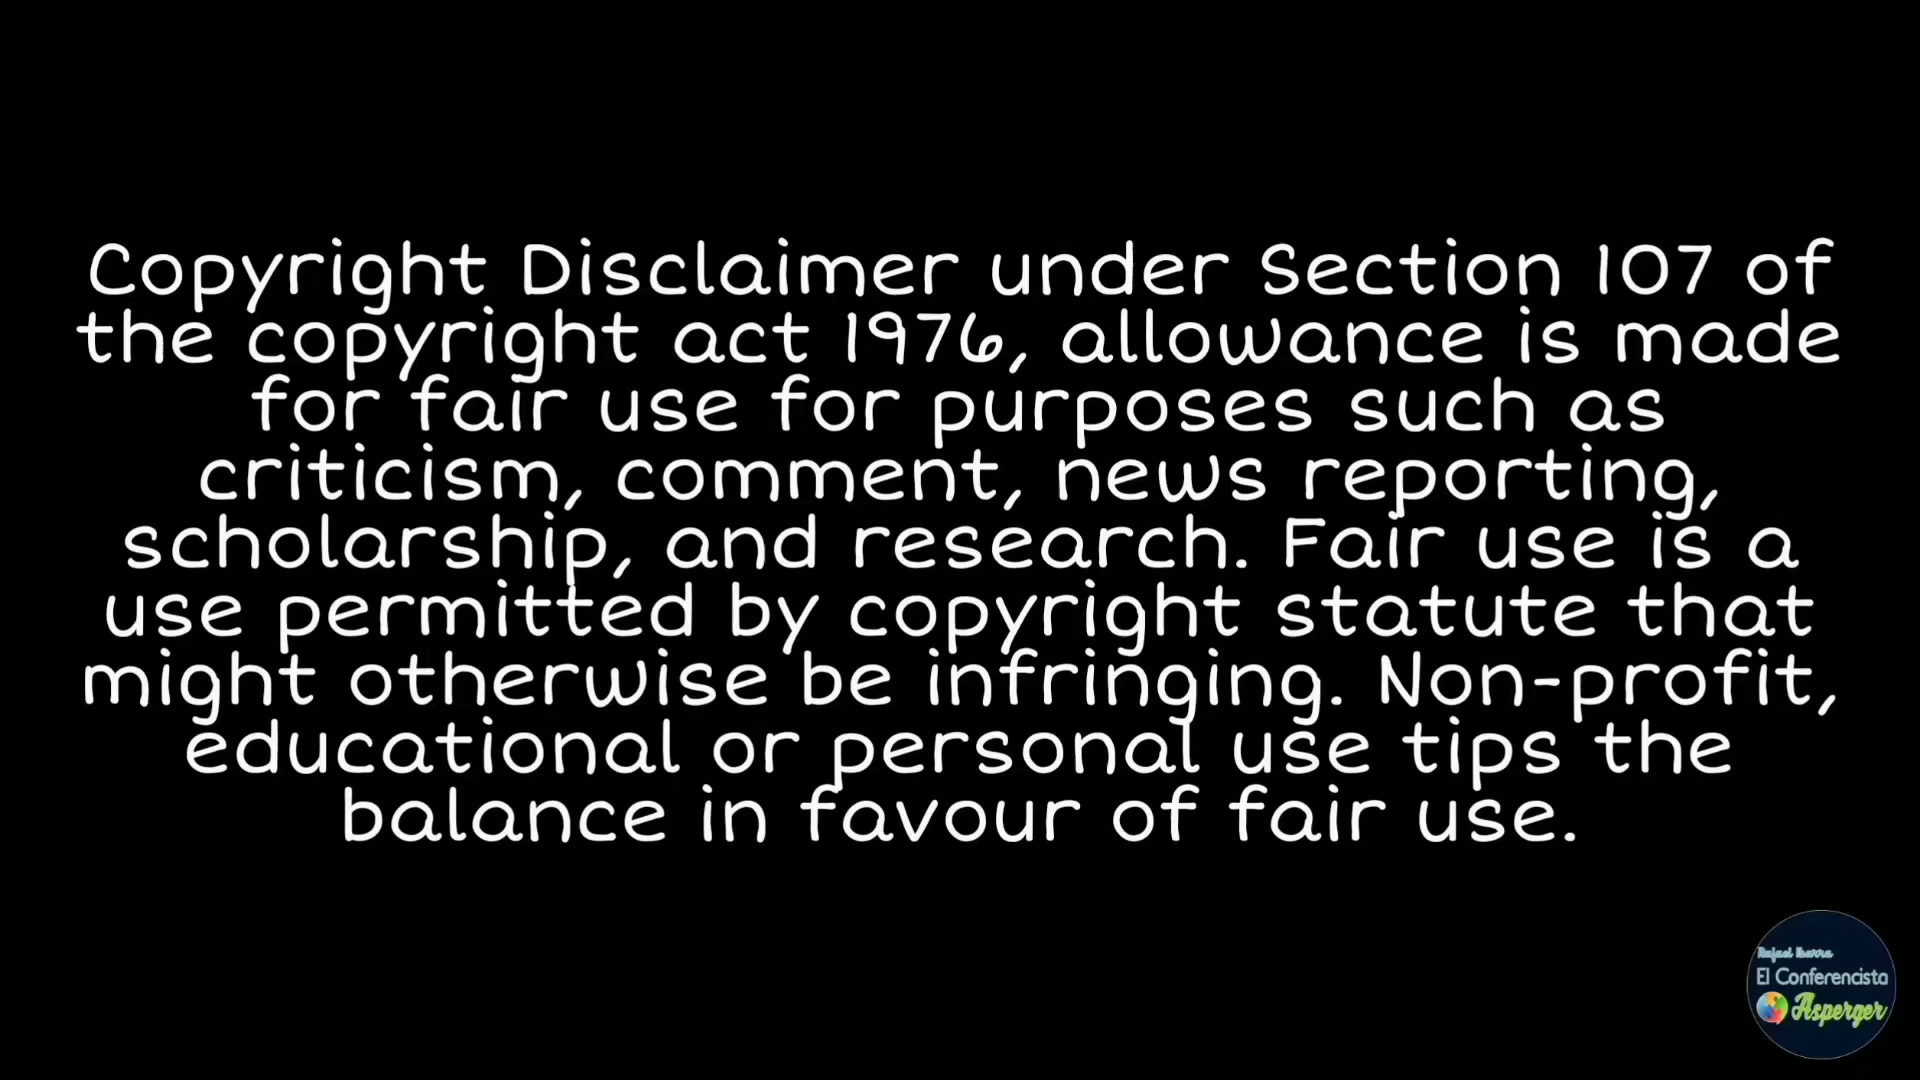 Copyright Disclaimer under Section 107 of
the copyright act 1976, allowance is made
for fair use for purposes such as
criticism, comment, news reporting,
scholarship, and research. Fair use is a
use permitted by copyright statute that
might otherwise be infringing. Non-profit,
educational or personal use tips the
balance in favour of fair use.
Rafael Ibarra
El Conferencista
Asperger